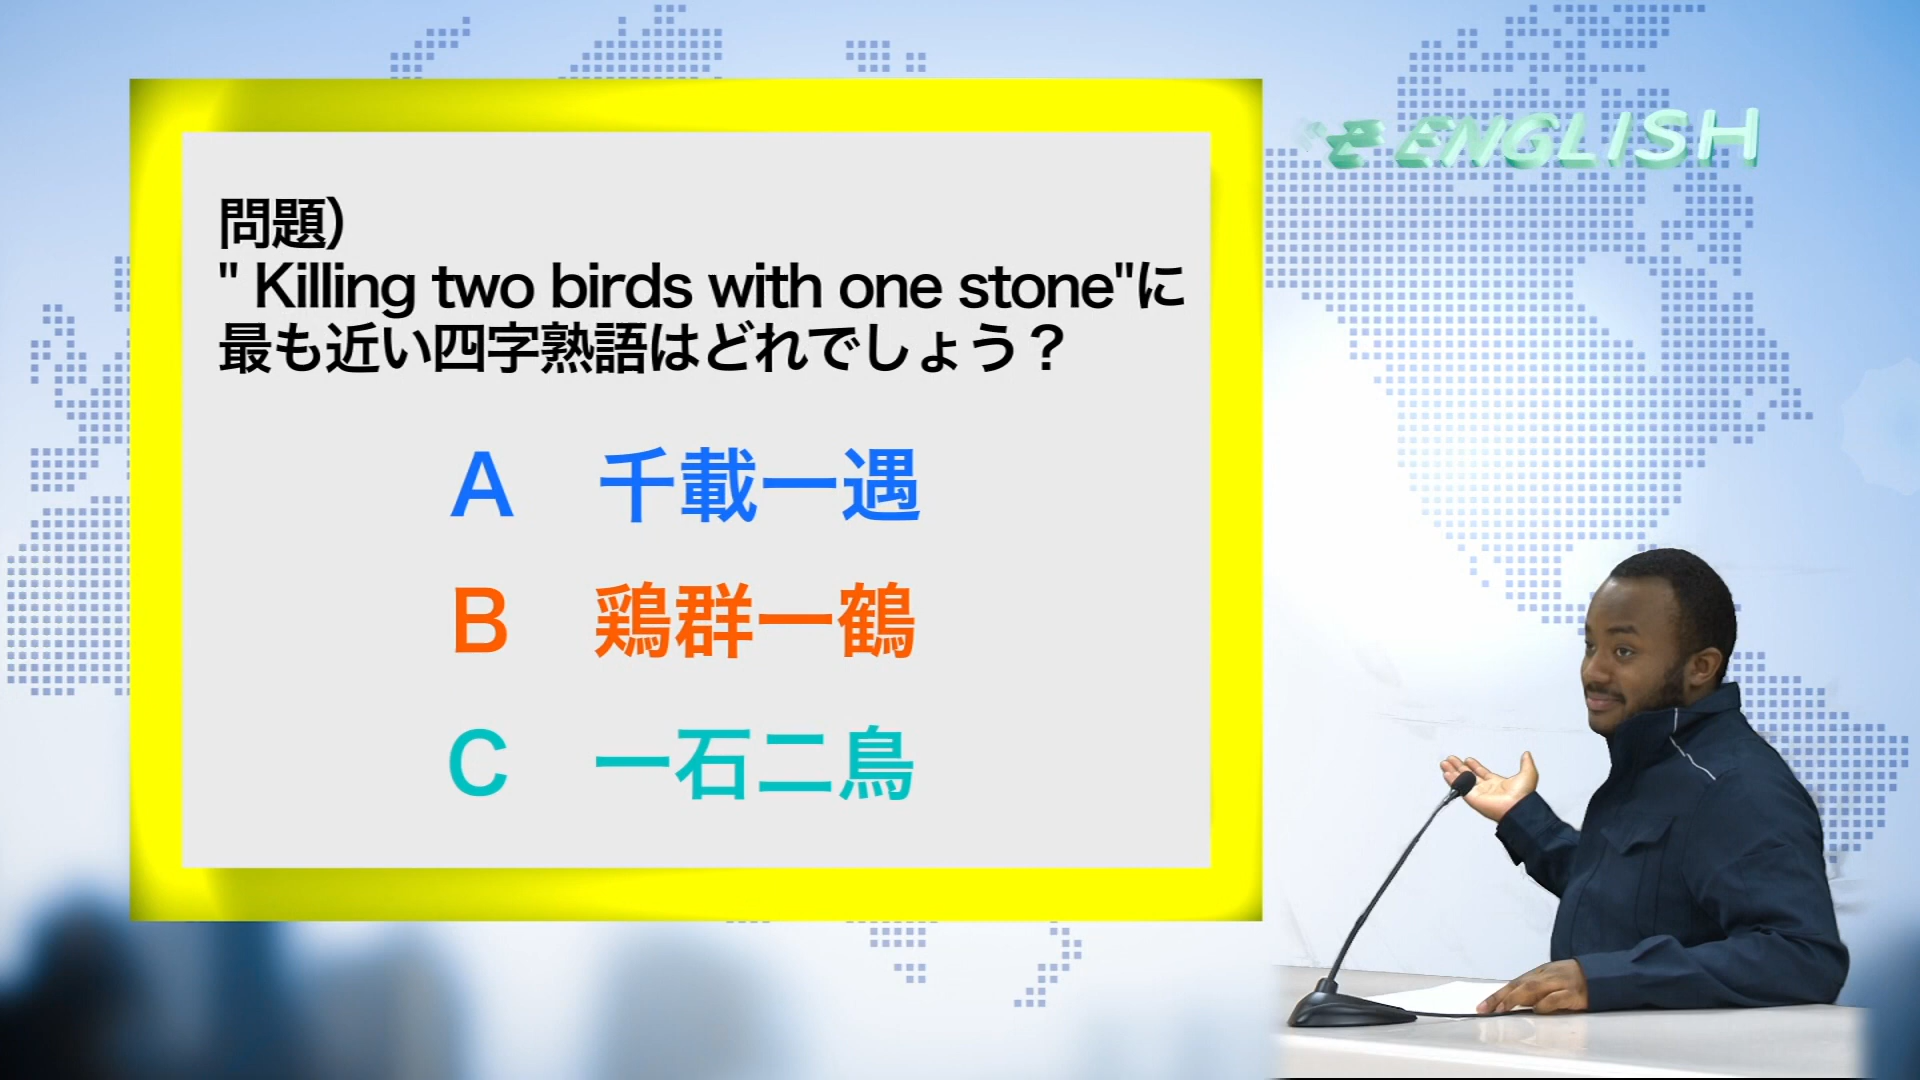 ENGLISH
問題)
" Killing two birds with one stone"に
最も近い四字熟語はどれでしょう？
A 千載一遇
B 鶏群一鶴
C 一石二鳥